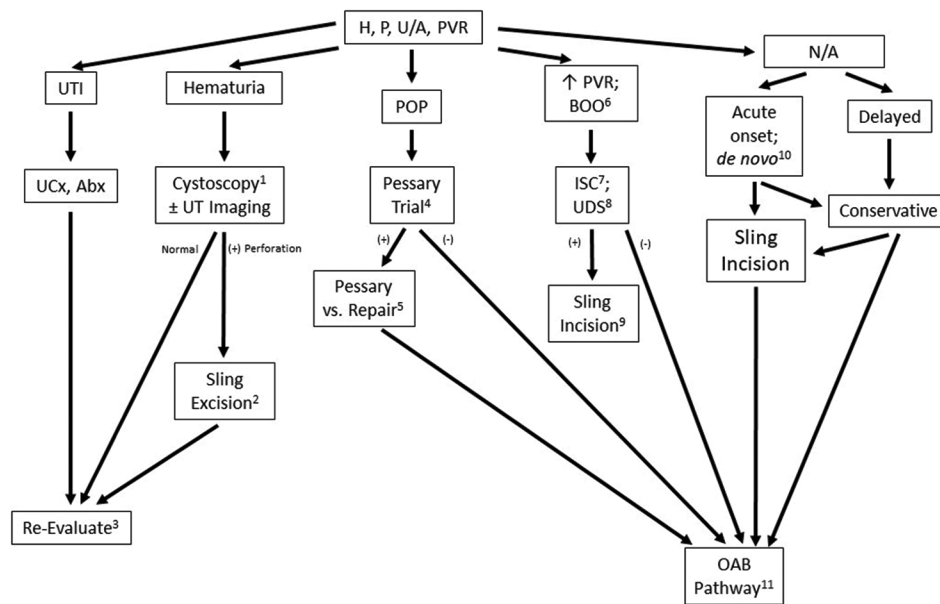 H, P, U/A, PVR
N/A
UTI
Hematuria
POP
↑ PVR;
BOO⁶
Acute
onset;
de novo¹⁰
Delayed
UCx, Abx
Cystoscopy¹
± UT Imaging
Pessary
Trial⁴
ISC⁷;
UDS⁸
Conservative
Normal
(+) Perforation
(+)
(-)
(+)
(-)
Sling
Incision
Pessary
vs. Repair⁵
Sling
Incision⁹
Sling
Excision²
Re-Evaluate³
OAB
Pathway¹¹